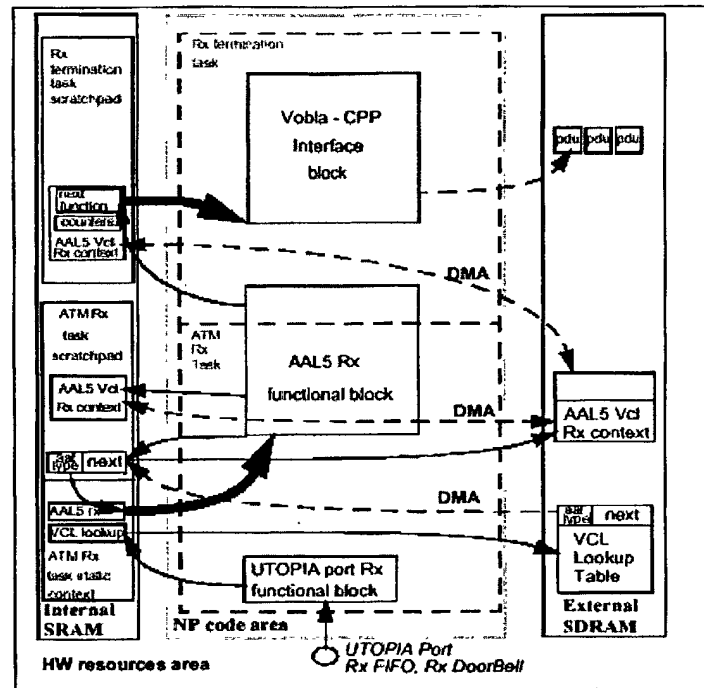 Rx
termination
task
scratchpad
next
function
counters
AAL5 Vcl
Rx context
ATM Rx
task
scratchpad
AAL5 Vcl
Rx context
aal
type
next
AAL5 rx
VCL lookup
ATM Rx
task static
context
Internal
SRAM
HW resources area
Rx termination
task
Vobla - CPP
Interface
block
ATM
Rx
Task
AAL5 Rx
functional block
UTOPIA port Rx
functional block
NP code area
UTOPIA Port
Rx FIFO, Rx DoorBell
DMA
DMA
DMA
pdu
pdu
pdu
AAL5 Vcl
Rx context
aal
type
next
VCL
Lookup
Table
External
SDRAM